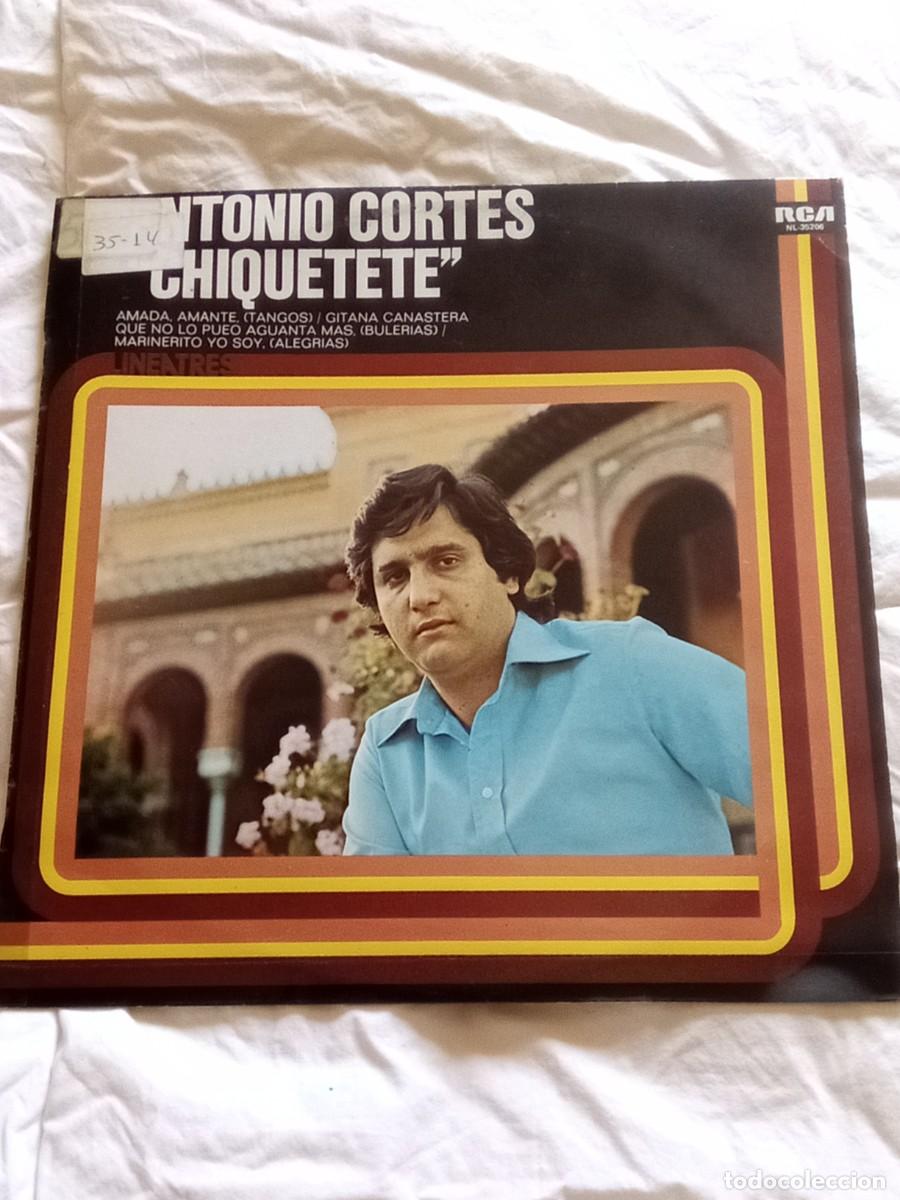 NTONIO CORTES
CHIQUETETE”
35-14
AMADA, AMANTE, (TANGOS) / GITANA CANASTERA
QUE NO LO PUEO AGUANTA MAS, (BULERIAS) /
MARINERITO YO SOY, (ALEGRIAS)
LINEATRES
RCA
NL-35206
todocoleccion